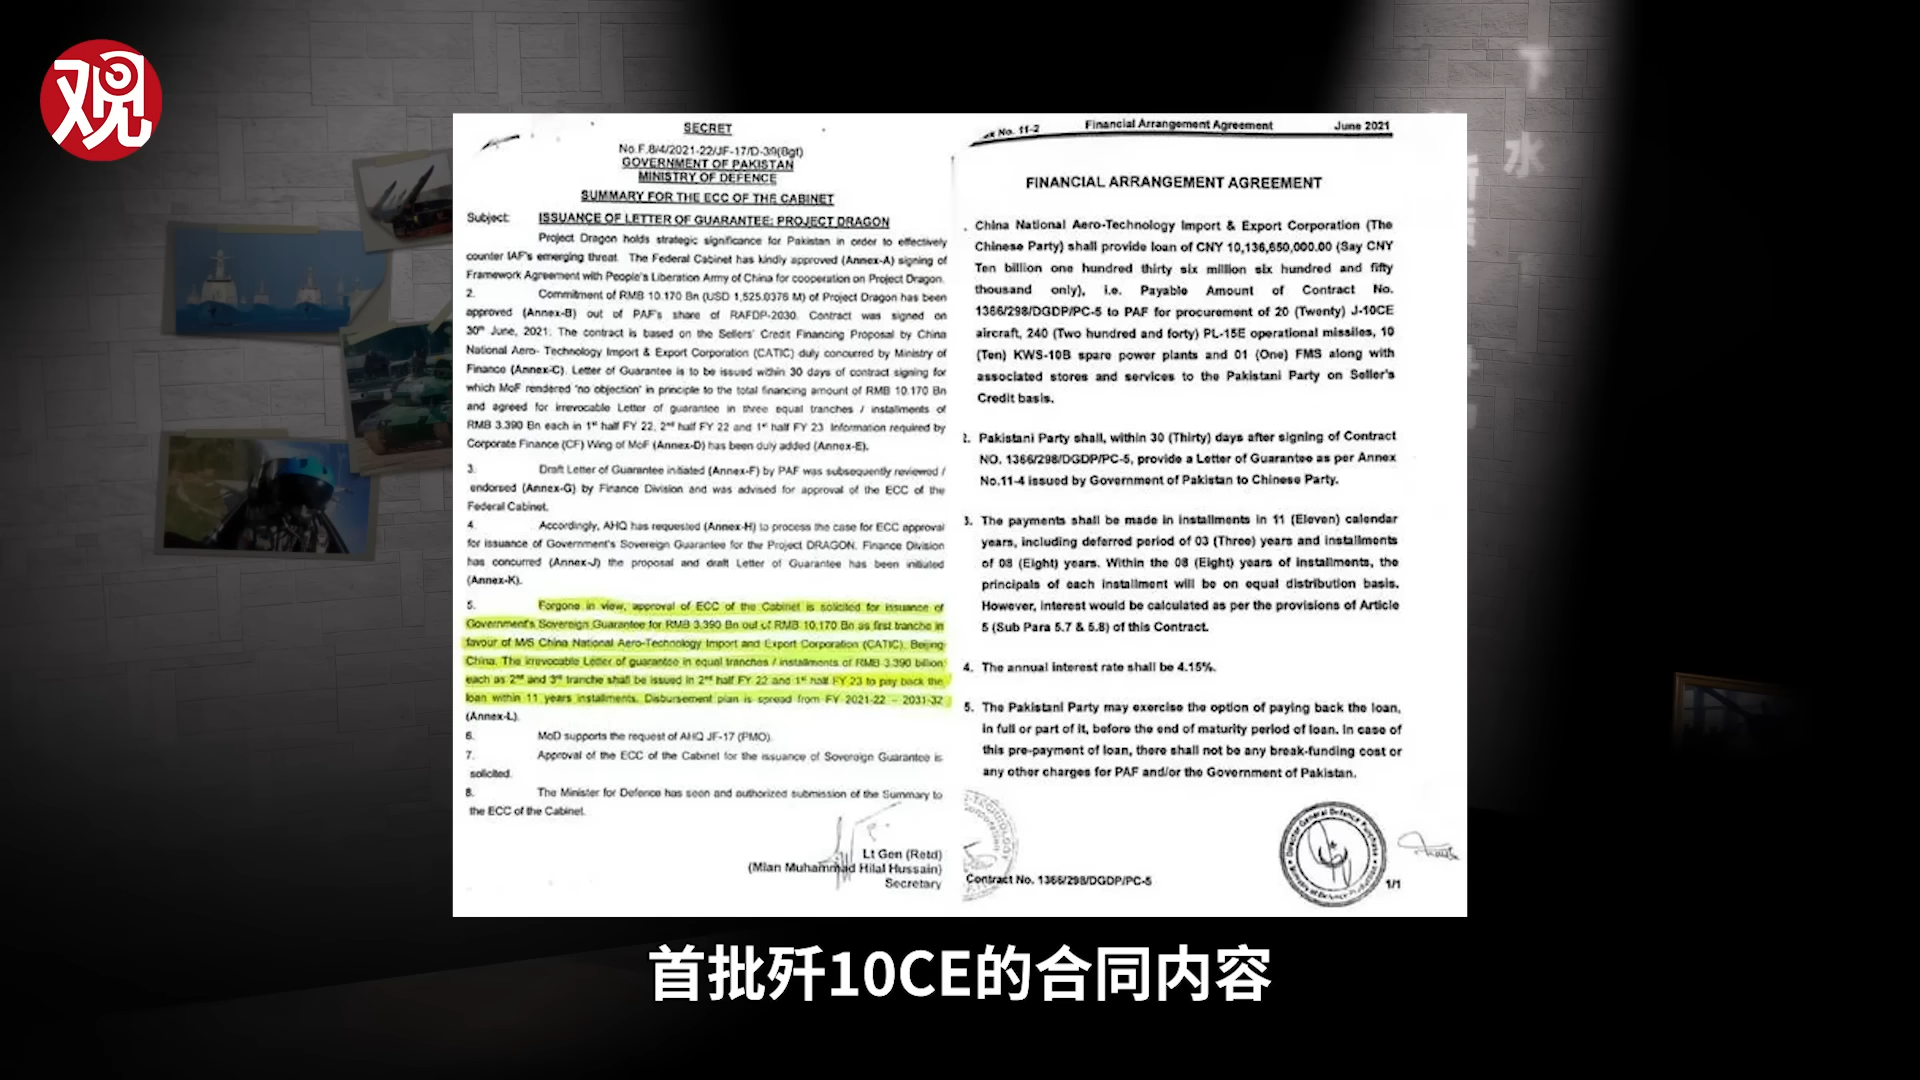 观
SECRET
No.F.8/4/2021-22/JF-17/D-39(Bgt)
GOVERNMENT OF PAKISTAN
MINISTRY OF DEFENCE
SUMMARY FOR THE ECC OF THE CABINET
Subject: ISSUANCE OF LETTER OF GUARANTEE: PROJECT DRAGON
Project Dragon holds strategic significance for Pakistan in order to effectively
counter IAF's emerging threat. The Federal Cabinet has kindly approved (Annex-A) signing of
Framework Agreement with People's Liberation Army of China for cooperation on Project Dragon.
2. Commitment of RMB 10.170 Bn (USD 1,525.0376 M) of Project Dragon has been
approved (Annex-B) out of PAF's share of RAFDP-2030. Contract was signed on
30th June, 2021. The contract is based on the Sellers' Credit Financing Proposal by China
National Aero- Technology Import & Export Corporation (CATIC) duly concurred by Ministry of
Finance (Annex-C). Letter of Guarantee is to be issued within 30 days of contract signing for
which MoF rendered 'no objection' in principle to the total financing amount of RMB 10.170 Bn
and agreed for irrevocable Letter of guarantee in three equal tranches / instalments of
RMB 3.390 Bn each in 1st half FY 22, 2nd half FY 22 and 1st half FY 23 Information required by
Corporate Finance (CF) Wing of MoF (Annex-D) has been duly added (Annex-E).
3. Draft Letter of Guarantee initiated (Annex-F) by PAF was subsequently reviewed /
endorsed (Annex-G) by Finance Division and was advised for approval of the ECC of the
Federal Cabinet.
4. Accordingly, AHQ has requested (Annex-H) to process the case for ECC approval
for issuance of Government's Sovereign Guarantee for the Project DRAGON. Finance Division
has concurred (Annex-J) the proposal and draft Letter of Guarantee has been initiated
(Annex-K).
5. Forgone in view, approval of ECC of the Cabinet is solicited for issuance of
Government's Sovereign Guarantee for RMB 3.390 Bn out of RMB 10.170 Bn as first tranche in
favour of M/S China National Aero-Technology Import and Export Corporation (CATIC), Beijing
China. The irrevocable Letter of guarantee in equal tranches / instalments of RMB 3.390 billion
each as 2nd and 3rd tranche shall be issued in 2nd half FY 22 and 1st half FY 23 to pay back the
loan within 11 years installments. Disbursement plan is spread from FY 2021-22 - 2031-32
(Annex-L).
6. MoD supports the request of AHQ JF-17 (PMO).
7. Approval of the ECC of the Cabinet for the issuance of Sovereign Guarantee is
solicited.
8. The Minister for Defence has seen and authorized submission of the Summary to
the ECC of the Cabinet.
Lt Gen (Retd)
(Mian Muhammad Hilal Hussain)
Secretary
No. 11-2 Financial Arrangement Agreement June 2021
FINANCIAL ARRANGEMENT AGREEMENT
China National Aero-Technology Import & Export Corporation (The
Chinese Party) shall provide loan of CNY 10,136,650,000.00 (Say CNY
Ten billion one hundred thirty six million six hundred and fifty
thousand only), i.e. Payable Amount of Contract No.
1366/298/DGDP/PC-5 to PAF for procurement of 20 (Twenty) J-10CE
aircraft, 240 (Two hundred and forty) PL-15E operational missiles, 10
(Ten) KWS-10B spare power plants and 01 (One) FMS along with
associated stores and services to the Pakistani Party on Seller's
Credit basis.
2. Pakistani Party shall, within 30 (Thirty) days after signing of Contract
NO. 1366/298/DGDP/PC-5, provide a Letter of Guarantee as per Annex
No.11-4 issued by Government of Pakistan to Chinese Party.
3. The payments shall be made in installments in 11 (Eleven) calendar
years, including deferred period of 03 (Three) years and installments
of 08 (Eight) years. Within the 08 (Eight) years of installments, the
principals of each installment will be on equal distribution basis.
However, interest would be calculated as per the provisions of Article
5 (Sub Para 5.7 & 5.8) of this Contract.
4. The annual interest rate shall be 4.15%.
5. The Pakistani Party may exercise the option of paying back the loan,
in full or part of it, before the end of maturity period of loan. In case of
this pre-payment of loan, there shall not be any break-funding cost or
any other charges for PAF and/or the Government of Pakistan.
Contract No. 1366/298/DGDP/PC-5
Director General Defence Purchase
1/1
下
水
首批歼10CE的合同内容